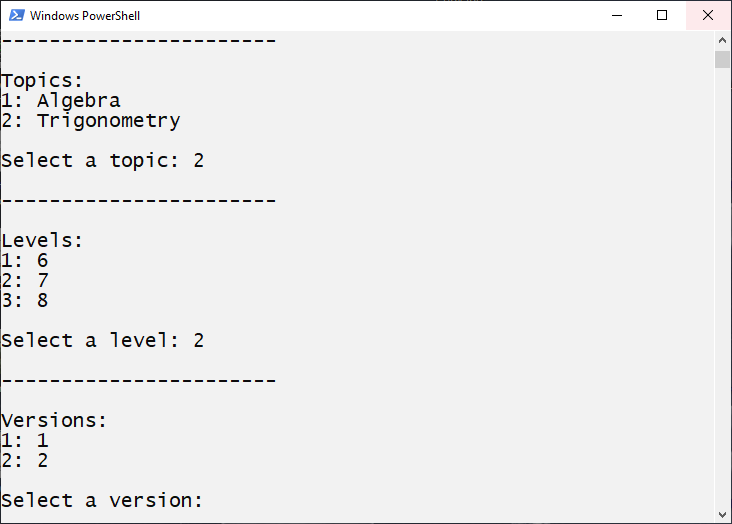 Windows PowerShell
-----------------------
Topics:
1: Algebra
2: Trigonometry
Select a topic: 2
-----------------------
Levels:
1: 6
2: 7
3: 8
Select a level: 2
-----------------------
Versions:
1: 1
2: 2
Select a version: